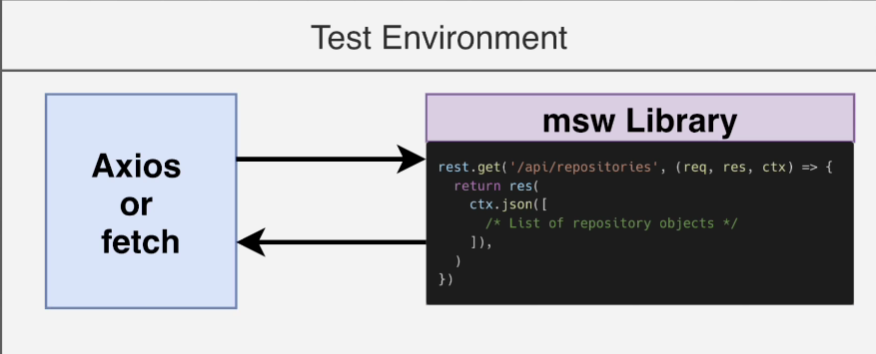 Test Environment
Axios
or
fetch
msw Library
rest.get('/api/repositories', (req, res, ctx) => {
  return res(
    ctx.json([
      /* List of repository objects */
    ]),
  )
})